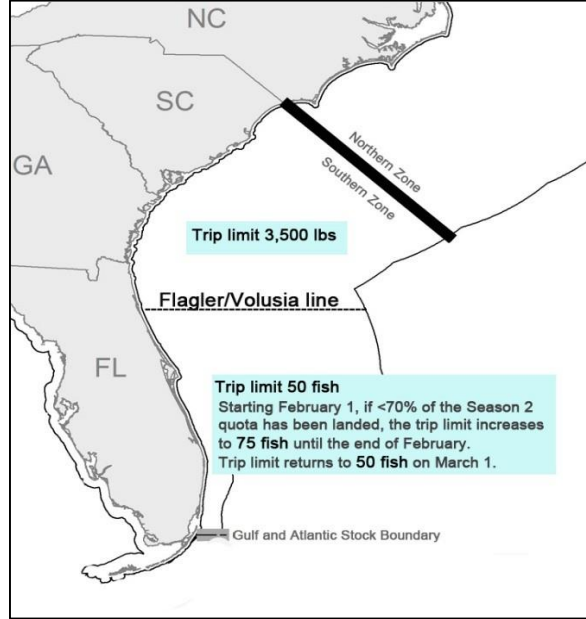 NC
SC
GA
Northern Zone
Southern Zone
Trip limit 3,500 lbs
Flagler/Volusia line
FL
Trip limit 50 fish
Starting February 1, if <70% of the Season 2
quota has been landed, the trip limit increases
to 75 fish until the end of February.
Trip limit returns to 50 fish on March 1.
Gulf and Atlantic Stock Boundary